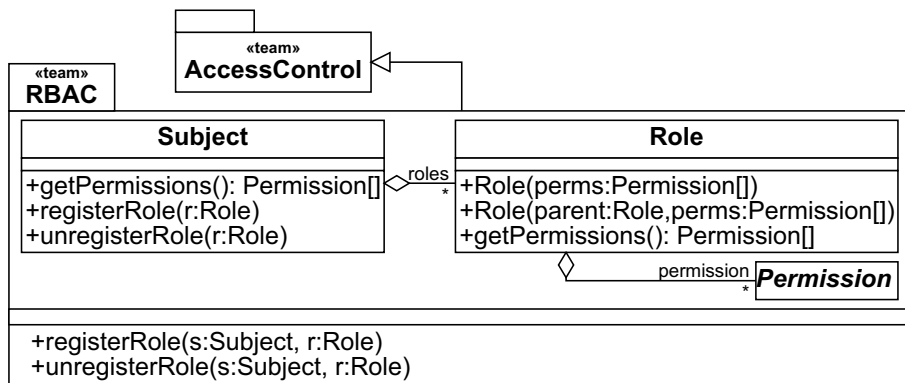 «team»
AccessControl
«team»
RBAC
Subject
+getPermissions(): Permission[]
+registerRole(r:Role)
+unregisterRole(r:Role)
roles
*
Role
+Role(perms:Permission[])
+Role(parent:Role,perms:Permission[])
+getPermissions(): Permission[]
permission
*
Permission
+registerRole(s:Subject, r:Role)
+unregisterRole(s:Subject, r:Role)